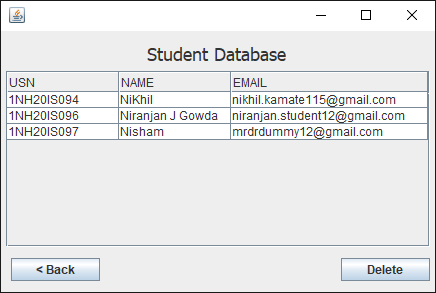 Student Database
USN NAME EMAIL
1NH20IS094 NiKhil nikhil.kamate115@gmail.com
1NH20IS096 Niranjan J Gowda niranjan.student12@gmail.com
1NH20IS097 Nisham mrdrdummy12@gmail.com
< Back Delete